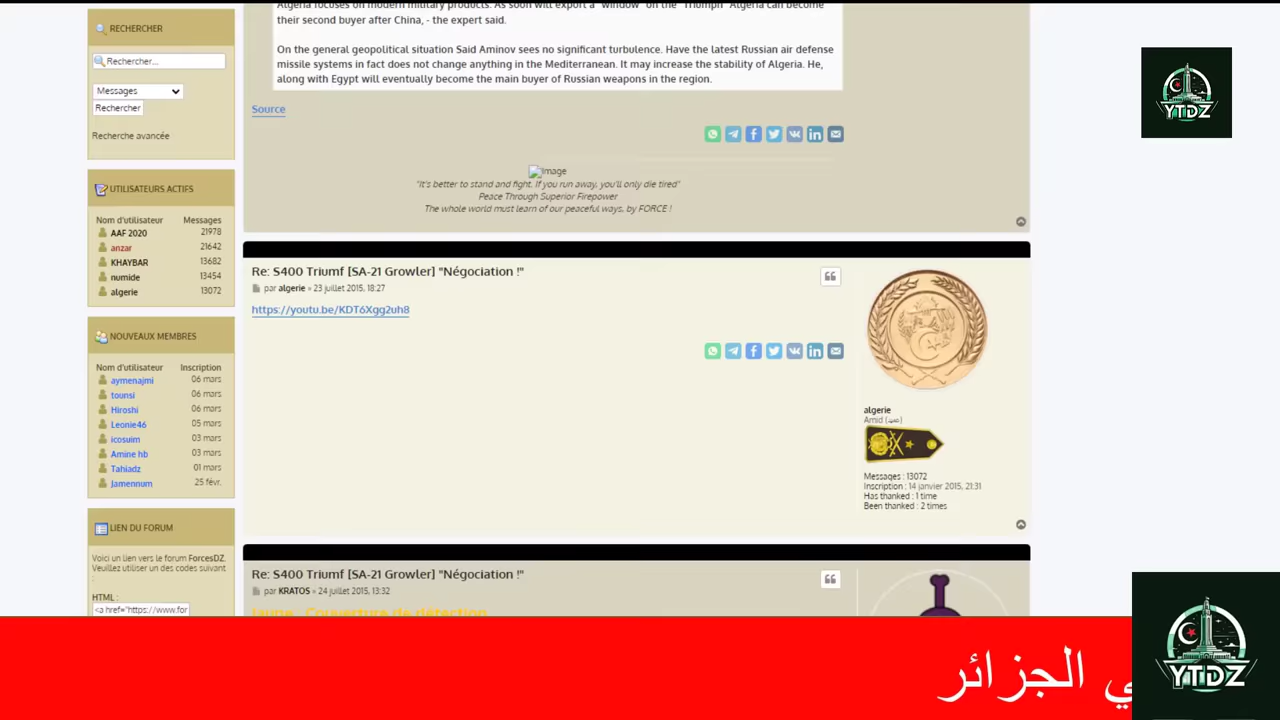 RECHERCHER
Rechercher...
Messages
Rechercher
Recherche avancée
UTILISATEURS ACTIFS
Nom d'utilisateur Messages
AAF 2020 21978
anzar 21642
KHAYBAR 13682
numide 13454
algerie 13072
NOUVEAUX MEMBRES
Nom d'utilisateur Inscription
aymenajmi 06 mars
tounsi 06 mars
Hiroshi 06 mars
Leonie46 05 mars
icosuim 03 mars
Amine hb 03 mars
Tahiadz 01 mars
Jamennum 25 févr.
LIEN DU FORUM
Voici un lien vers le forum ForcesDZ.
Veuillez utiliser un des codes suivant
:
HTML :
<a href="https://www.for
Algeria focuses on modern military products. As soon will export a "window" on the "Triumph" Algeria can become
their second buyer after China, - the expert said.
On the general geopolitical situation Said Aminov sees no significant turbulence. Have the latest Russian air defense
missile systems in fact does not change anything in the Mediterranean. It may increase the stability of Algeria. He,
along with Egypt will eventually become the main buyer of Russian weapons in the region.
Source
Image
"It's better to stand and fight. If you run away, you'll only die tired"
Peace Through Superior Firepower
The whole world must learn of our peaceful ways, by FORCE !
Re: S400 Triumf [SA-21 Growler] "Négociation !"
par algerie » 23 juillet 2015, 18:27
https://youtu.be/KDT6Xgg2uh8
algerie
Amid (عميد)
Messages : 13072
Inscription : 14 janvier 2015, 21:31
Has thanked : 1 time
Been thanked : 2 times
Re: S400 Triumf [SA-21 Growler] "Négociation !"
par KRATOS » 24 juillet 2015, 13:32
Jaune : Couverture de détection
YTDZ
ي الجزائر
YTDZ